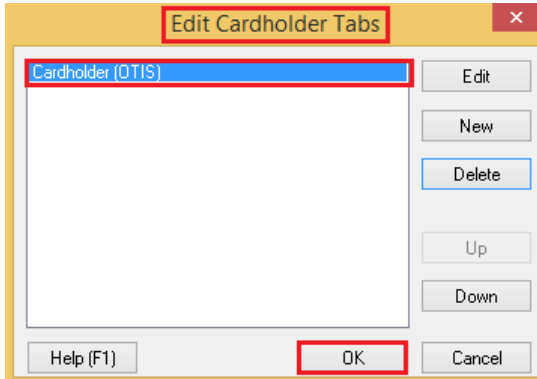 Edit Cardholder Tabs
Cardholder (OTIS)
Edit
New
Delete
Up
Down
Help (F1)
OK
Cancel